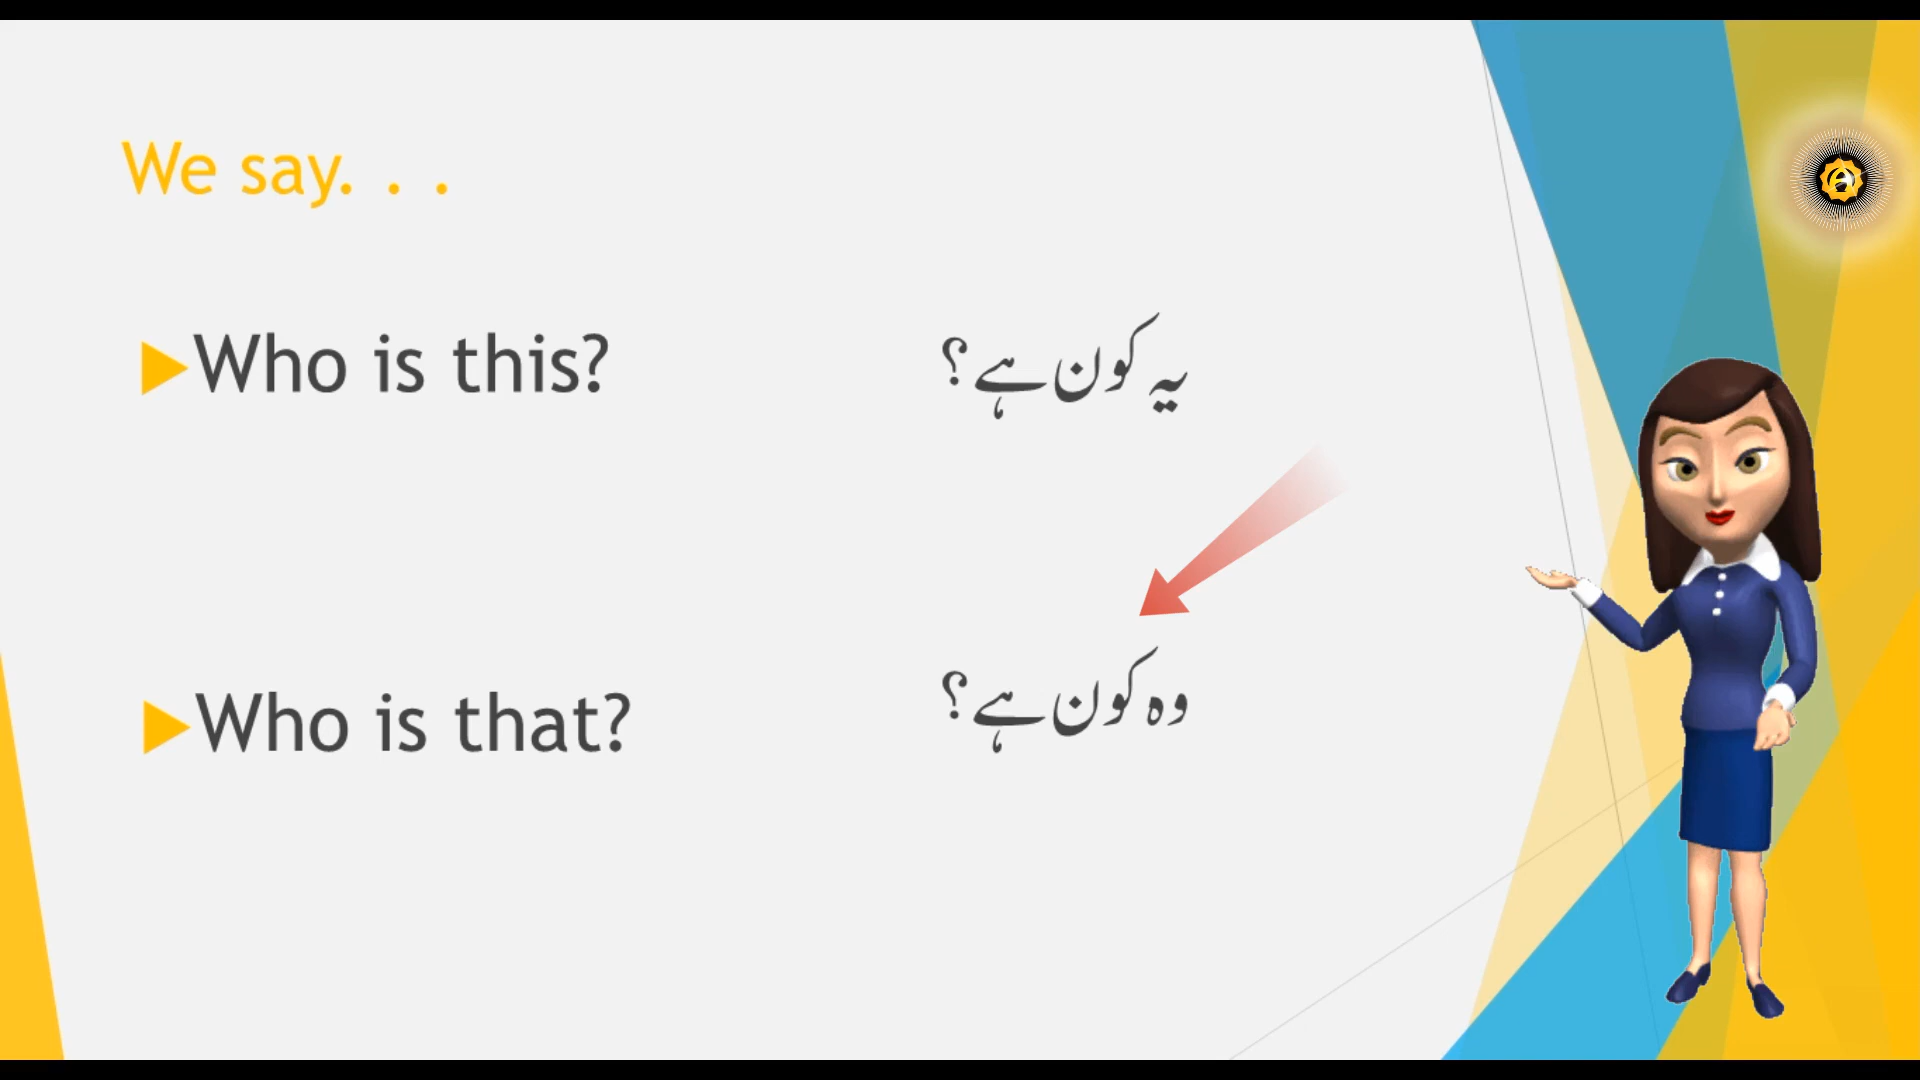 We say. . .
Who is this?
یہ کون ہے؟
Who is that?
وہ کون ہے؟